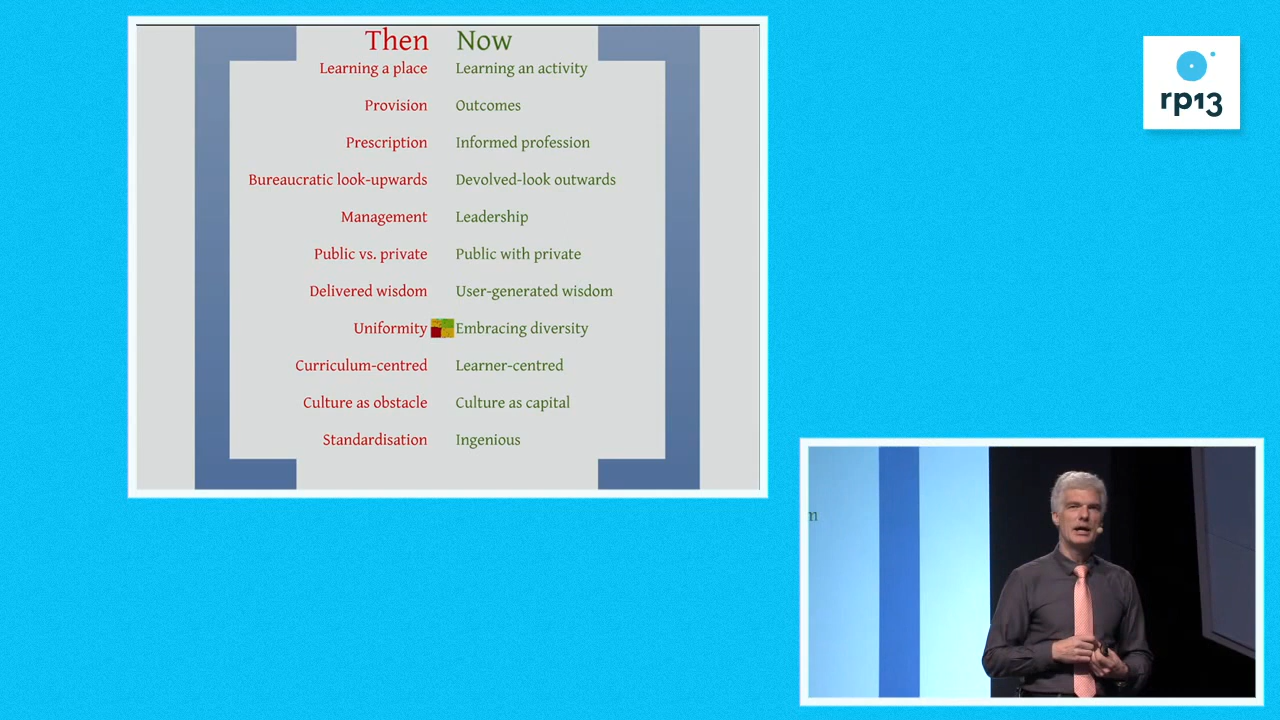 Then Now
Learning a place Learning an activity
Provision Outcomes
Prescription Informed profession
Bureaucratic look-upwards Devolved-look outwards
Management Leadership
Public vs. private Public with private
Delivered wisdom User-generated wisdom
Uniformity Embracing diversity
Curriculum-centred Learner-centred
Culture as obstacle Culture as capital
Standardisation Ingenious
rp13
m